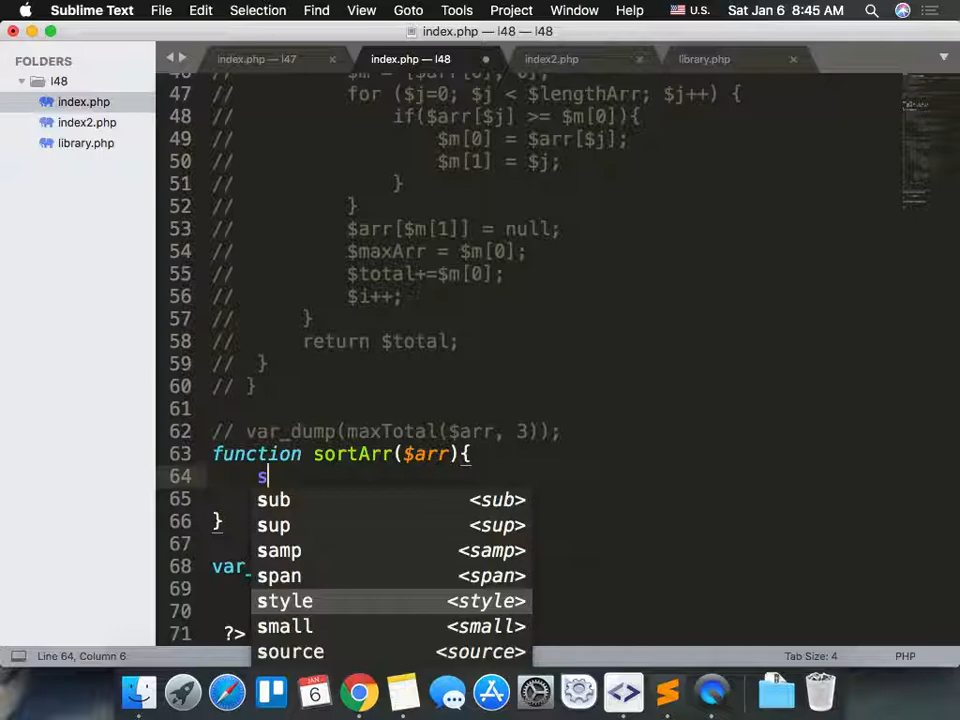 Sublime Text File Edit Selection Find View Goto Tools Project Window Help U.S. Sat Jan 6 8:45 AM
index.php — l48 — l48
FOLDERS
l48
index.php
index2.php
library.php
index.php — l47 ×
index.php — l48
index2.php ×
library.php ×
47 // for ($j=0; $j < $lengthArr; $j++) {
48 // if($arr[$j] >= $m[0]){
49 // $m[0] = $arr[$j];
50 // $m[1] = $j;
51 // }
52 // }
53 // $arr[$m[1]] = null;
54 // $maxArr = $m[0];
55 // $total+=$m[0];
56 // $i++;
57 // }
58 // return $total;
59 // }
60 // }
61
62 // var_dump(maxTotal($arr, 3));
63 function sortArr($arr){
64 s
65
66 }
67
68 var_
69
70
71 ?>
sub <sub>
sup <sup>
samp <samp>
span <span>
style <style>
small <small>
source <source>
Line 64, Column 6 Tab Size: 4 PHP
JAN
6